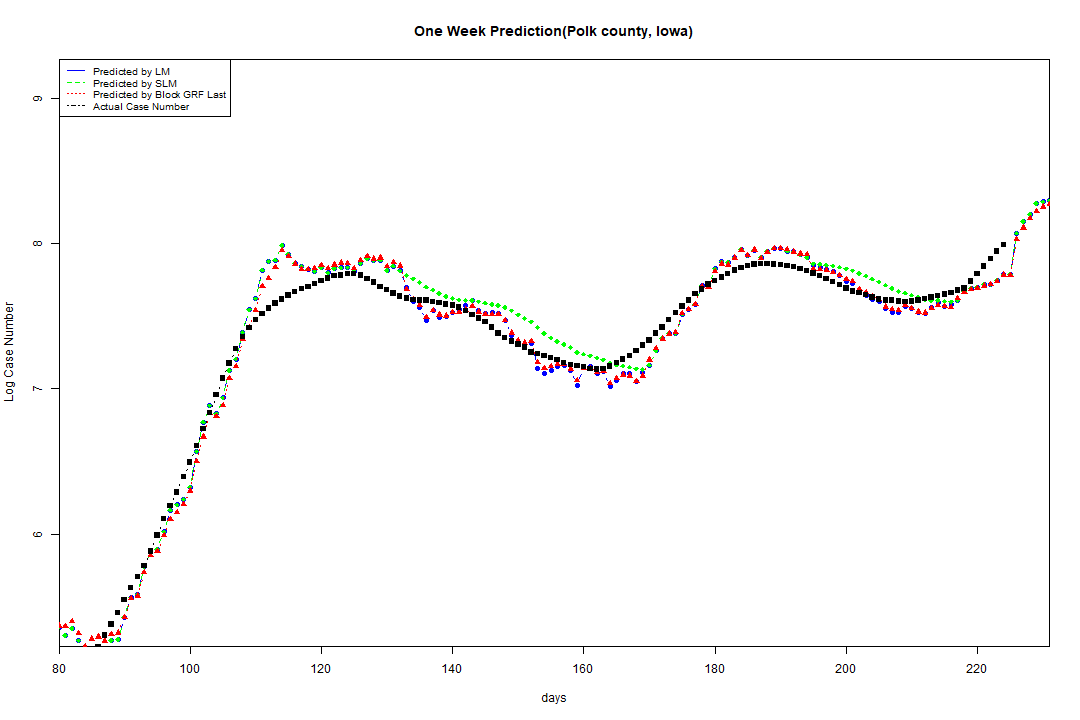 One Week Prediction(Polk county, Iowa)
Predicted by LM
Predicted by SLM
Predicted by Block GRF Last
Actual Case Number
9
8
7
6
Log Case Number
80 100 120 140 160 180 200 220
days